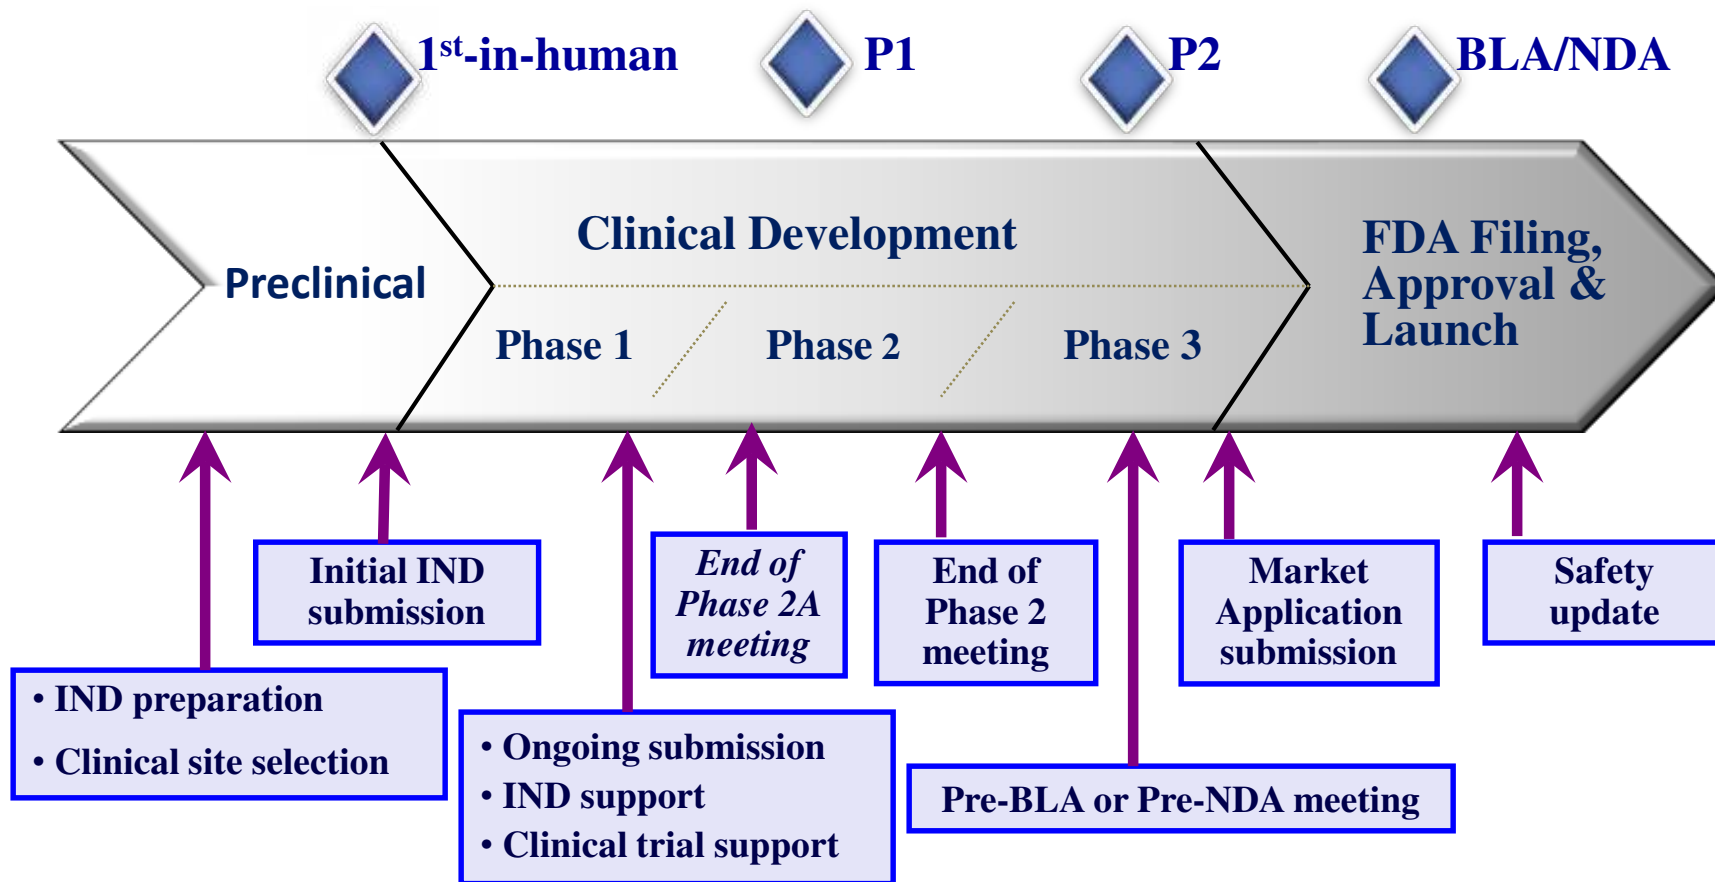 1st-in-human
P1
P2
BLA/NDA
Preclinical
Clinical Development
Phase 1
Phase 2
Phase 3
FDA Filing,
Approval &
Launch
Initial IND
submission
End of
Phase 2A
meeting
End of
Phase 2
meeting
Market
Application
submission
Safety
update
• IND preparation
• Clinical site selection
• Ongoing submission
• IND support
• Clinical trial support
Pre-BLA or Pre-NDA meeting